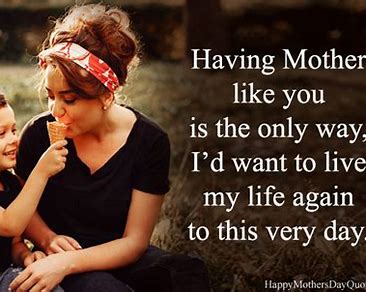 Having Mother
like you
is the only way,
I'd want to live
my life again
to this very day.
HappyMothersDayQuo